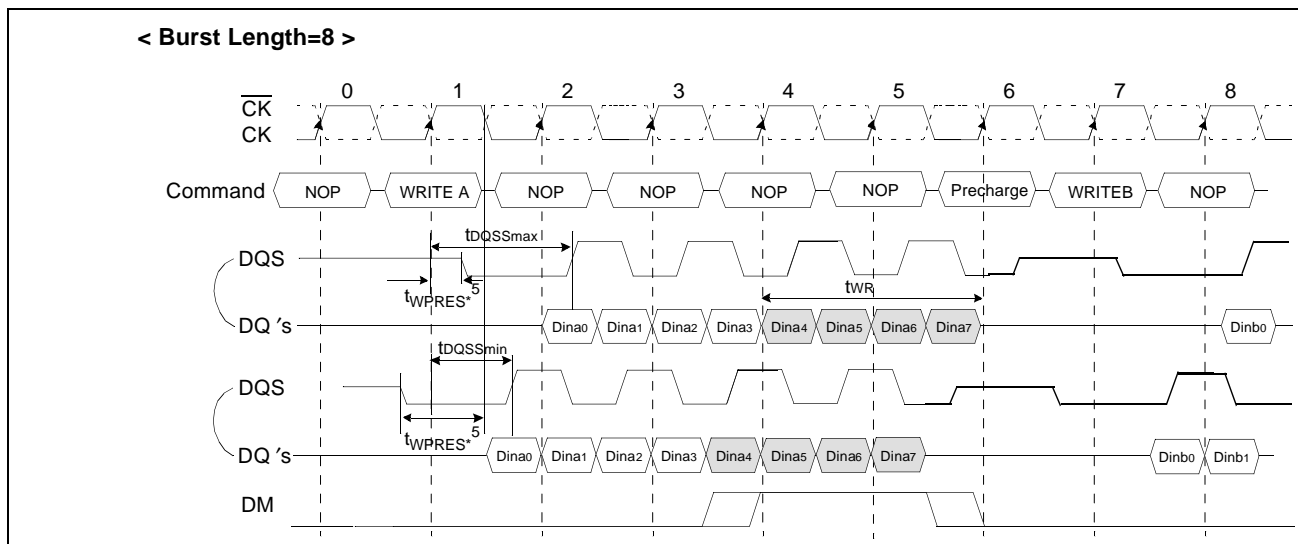 < Burst Length=8 >
0 1 2 3 4 5 6 7 8
CK
CK
Command NOP WRITE A NOP NOP NOP NOP Precharge WRITEB NOP
tDQSSmax
DQS
tWPRES*5
tWR
DQ ′s Dina0 Dina1 Dina2 Dina3 Dina4 Dina5 Dina6 Dina7 Dinb0
tDQSSmin
DQS
tWPRES*5
DQ ′s Dina0 Dina1 Dina2 Dina3 Dina4 Dina5 Dina6 Dina7 Dinb0 Dinb1
DM